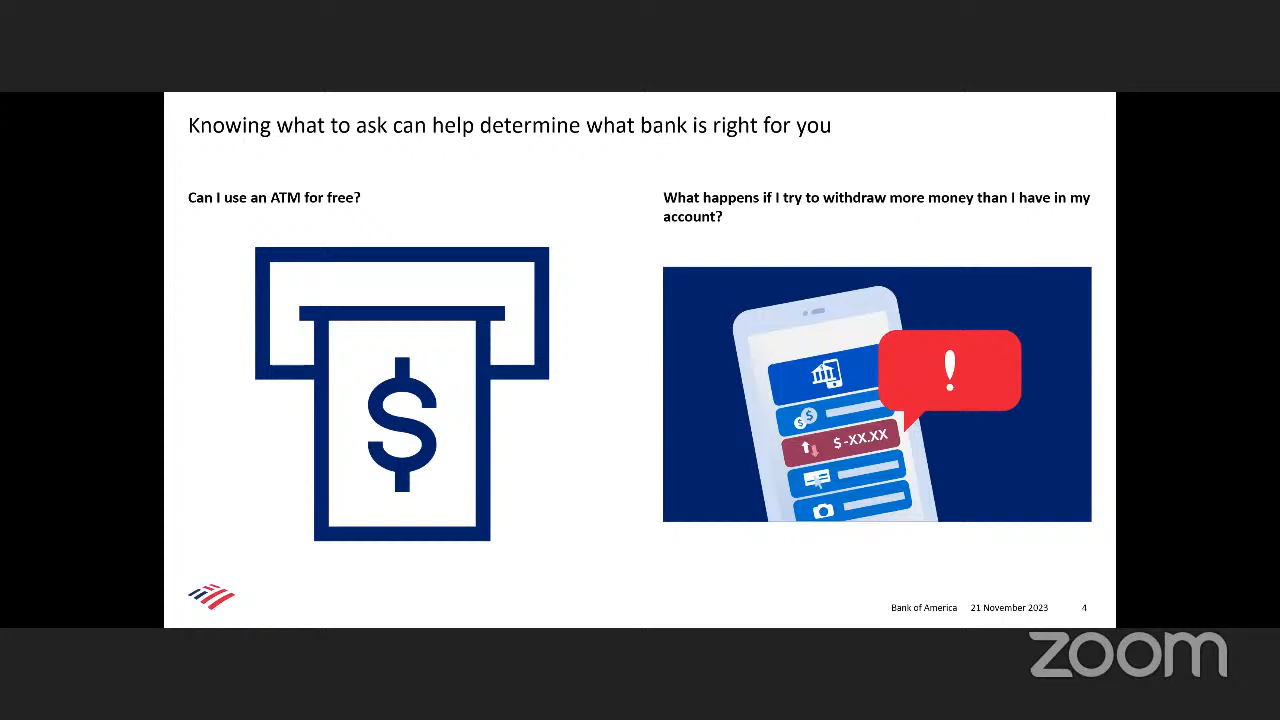 Knowing what to ask can help determine what bank is right for you
Can I use an ATM for free?
What happens if I try to withdraw more money than I have in my
account?
$
!
$ $
$ -XX.XX
Bank of America 21 November 2023 4
zoom